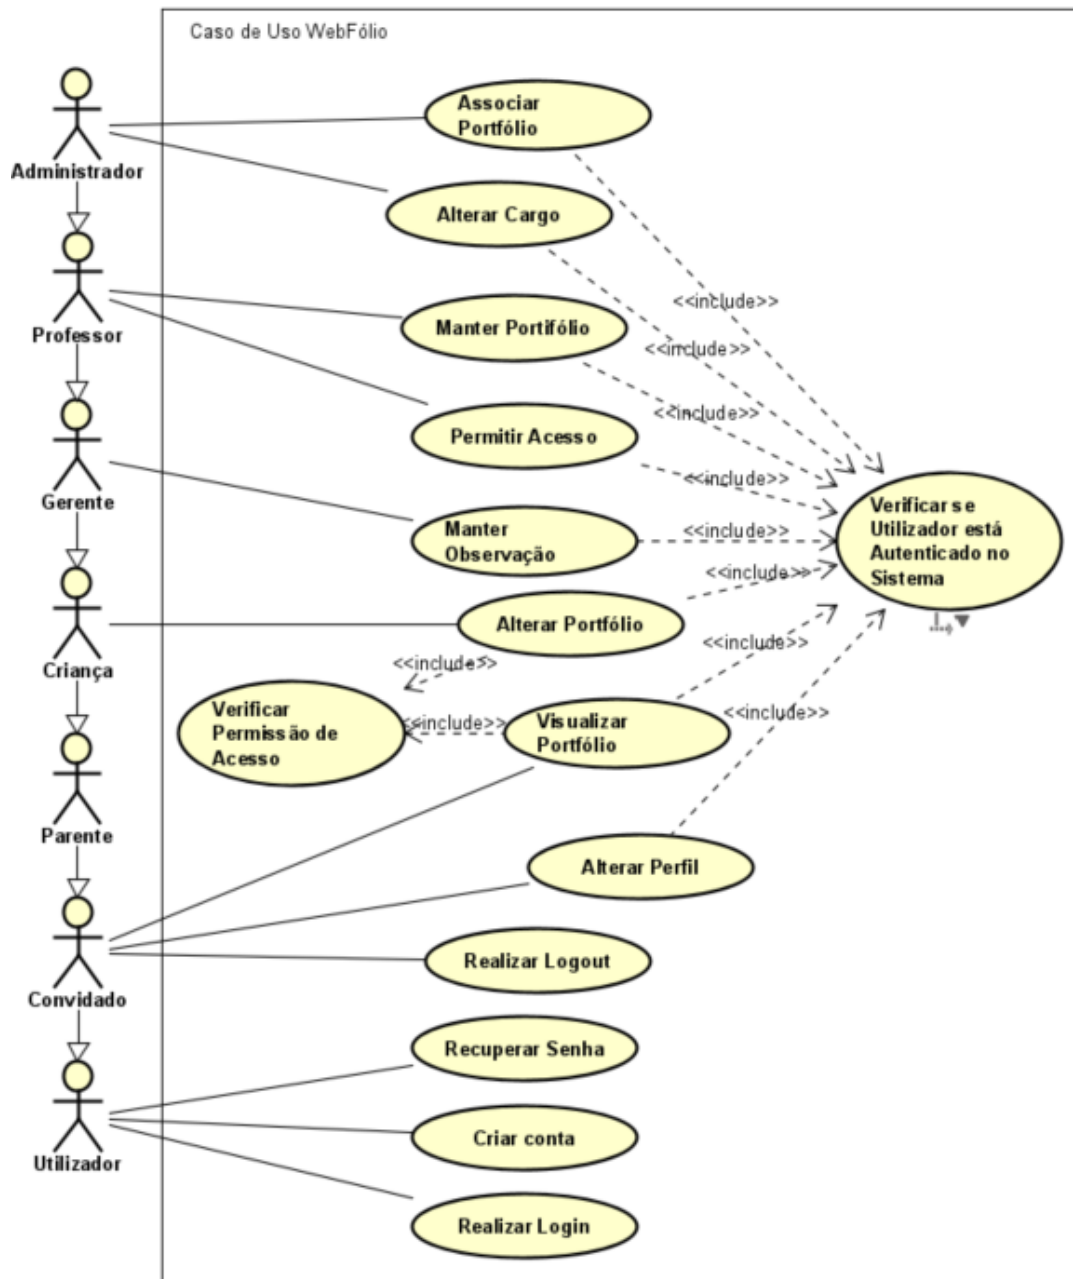 Caso de Uso WebFólio
Associar
Portfólio
Administrador
Alterar Cargo
<<include>>
Professor
Manter Portifólio
<<include>>
<<include>>
Permitir Acesso
<<include>>
Gerente
Manter
Observação
<<include>>
Verificar se
Utilizador está
Autenticado no
Sistema
<<include>>
Criança
Alterar Portfólio
<<include>>
<<include>>
Verificar
Permissão de
Acesso
<<include>>
Visualizar
Portfólio
<<include>>
Parente
Alterar Perfil
Convidado
Realizar Logout
Recuperar Senha
Utilizador
Criar conta
Realizar Login